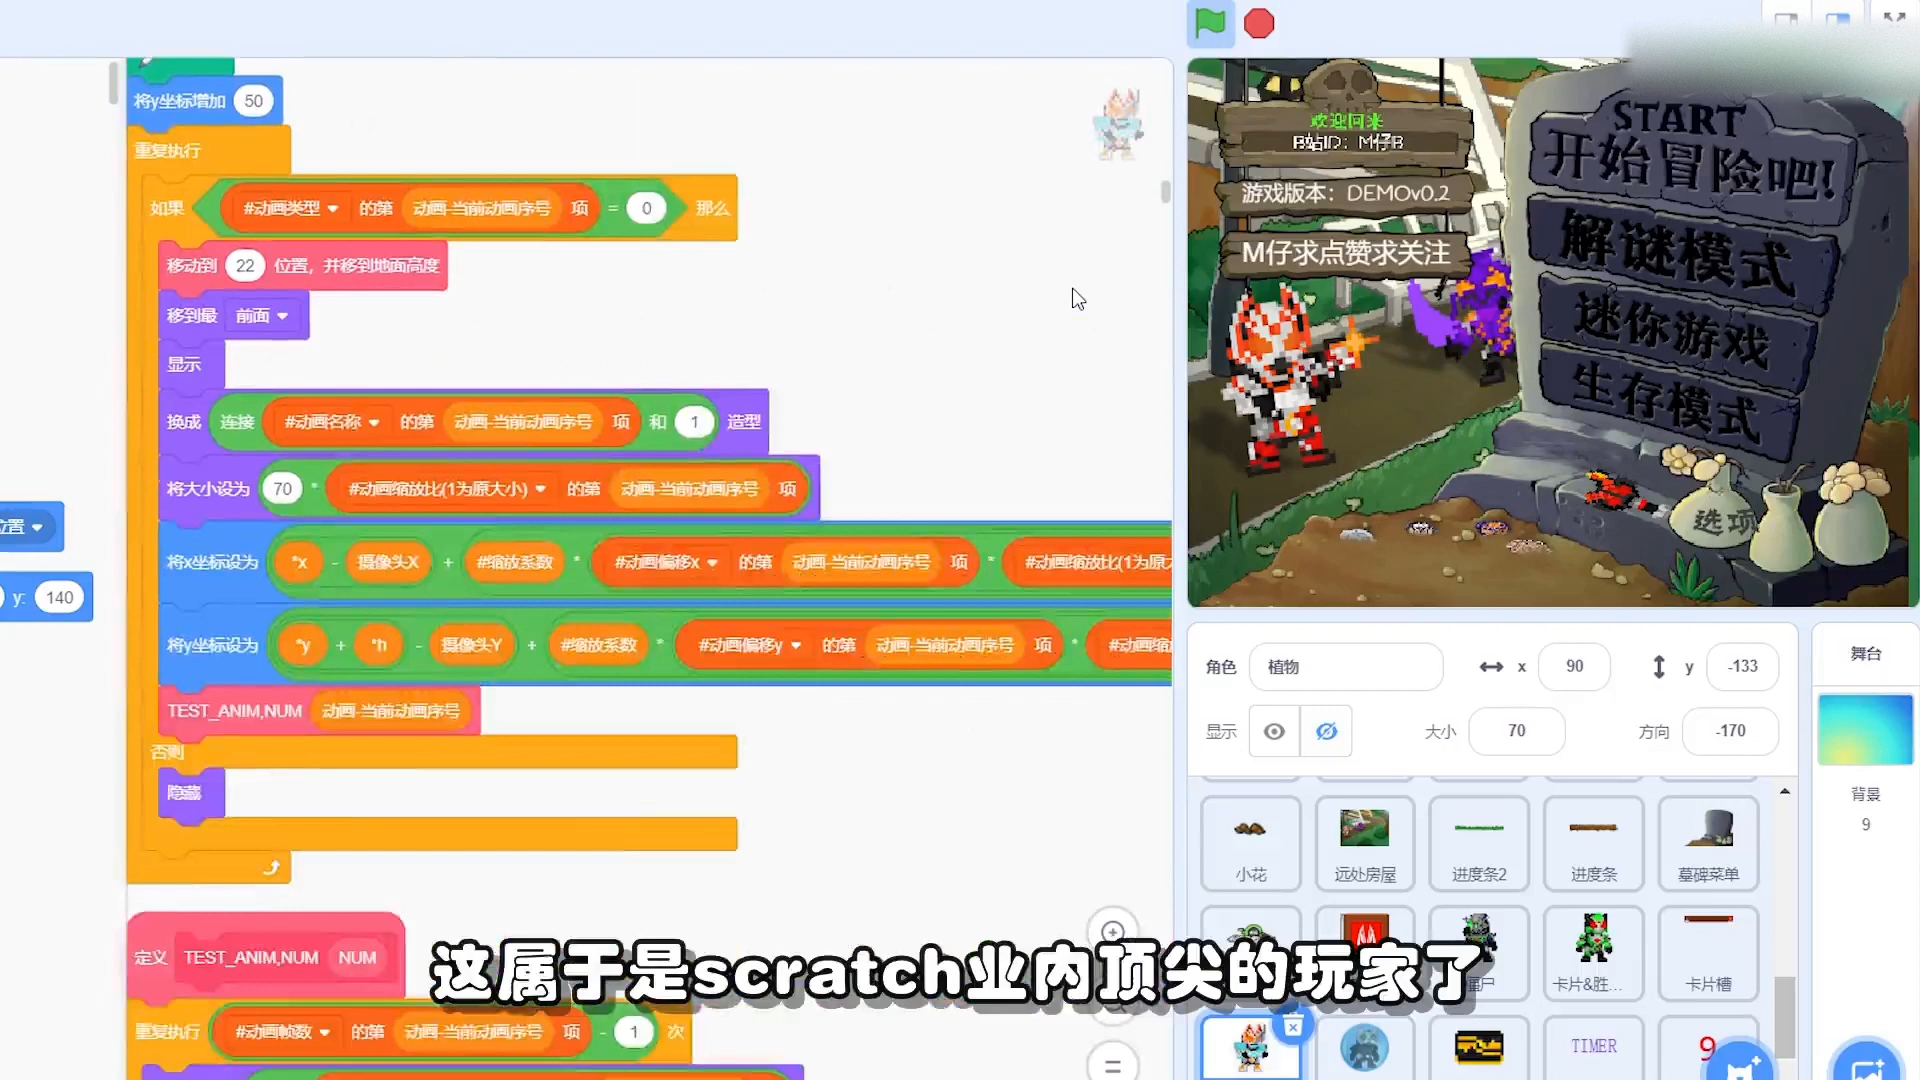 将y坐标增加 50
重复执行
如果 #动画类型 的第 动画-当前动画序号 项 = 0 那么
移动到 22 位置，并移到地面高度
移到最 前面
显示
换成 连接 #动画名称 的第 动画-当前动画序号 项 和 1 造型
将大小设为 70 * #动画缩放比(1为原大小) 的第 动画-当前动画序号 项
将x坐标设为 *x - 摄像头X + #缩放系数 * #动画偏移x 的第 动画-当前动画序号 项 * #动画缩放比(1为原
将y坐标设为 *y + *h - 摄像头Y + #缩放系数 * #动画偏移y 的第 动画-当前动画序号 项 * #动画缩
TEST_ANIM,NUM 动画-当前动画序号
否则
隐藏
位置
y: 140
定义 TEST_ANIM,NUM NUM
重复执行 #动画帧数 的第 动画-当前动画序号 项 - 1 次
欢迎回来
B站ID：M仔B
游戏版本：DEMOv0.2
M仔求点赞求关注
START
开始冒险吧!
解谜模式
迷你游戏
生存模式
选项
角色 植物 x 90 y -133
显示 大小 70 方向 -170
舞台
背景
9
小花 远处房屋 进度条2 进度条 墓碑菜单
僵尸 卡片&胜... 卡片槽
TIMER
9
这属于是scratch业内顶尖的玩家了